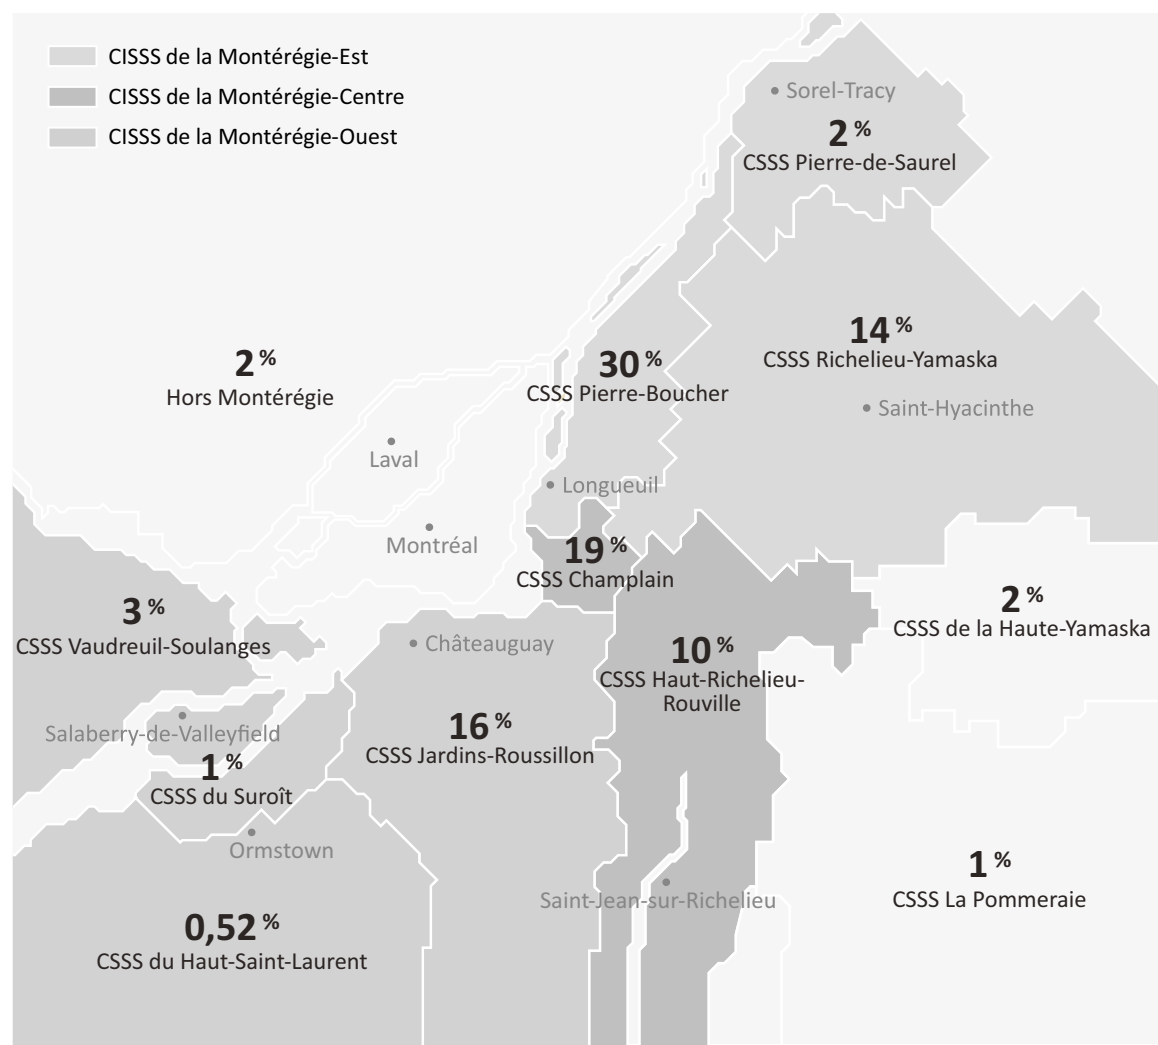 CISSS de la Montérégie-Est
CISSS de la Montérégie-Centre
CISSS de la Montérégie-Ouest
Sorel-Tracy
2 %
CSSS Pierre-de-Saurel
14 %
CSSS Richelieu-Yamaska
Saint-Hyacinthe
30 %
CSSS Pierre-Boucher
2 %
Hors Montérégie
Laval
Longueuil
Montréal
19 %
CSSS Champlain
3 %
CSSS Vaudreuil-Soulanges
2 %
CSSS de la Haute-Yamaska
Châteauguay
10 %
CSSS Haut-Richelieu-
Rouville
16 %
CSSS Jardins-Roussillon
Salaberry-de-Valleyfield
1 %
CSSS du Suroît
Ormstown
Saint-Jean-sur-Richelieu
1 %
CSSS La Pommeraie
0,52 %
CSSS du Haut-Saint-Laurent